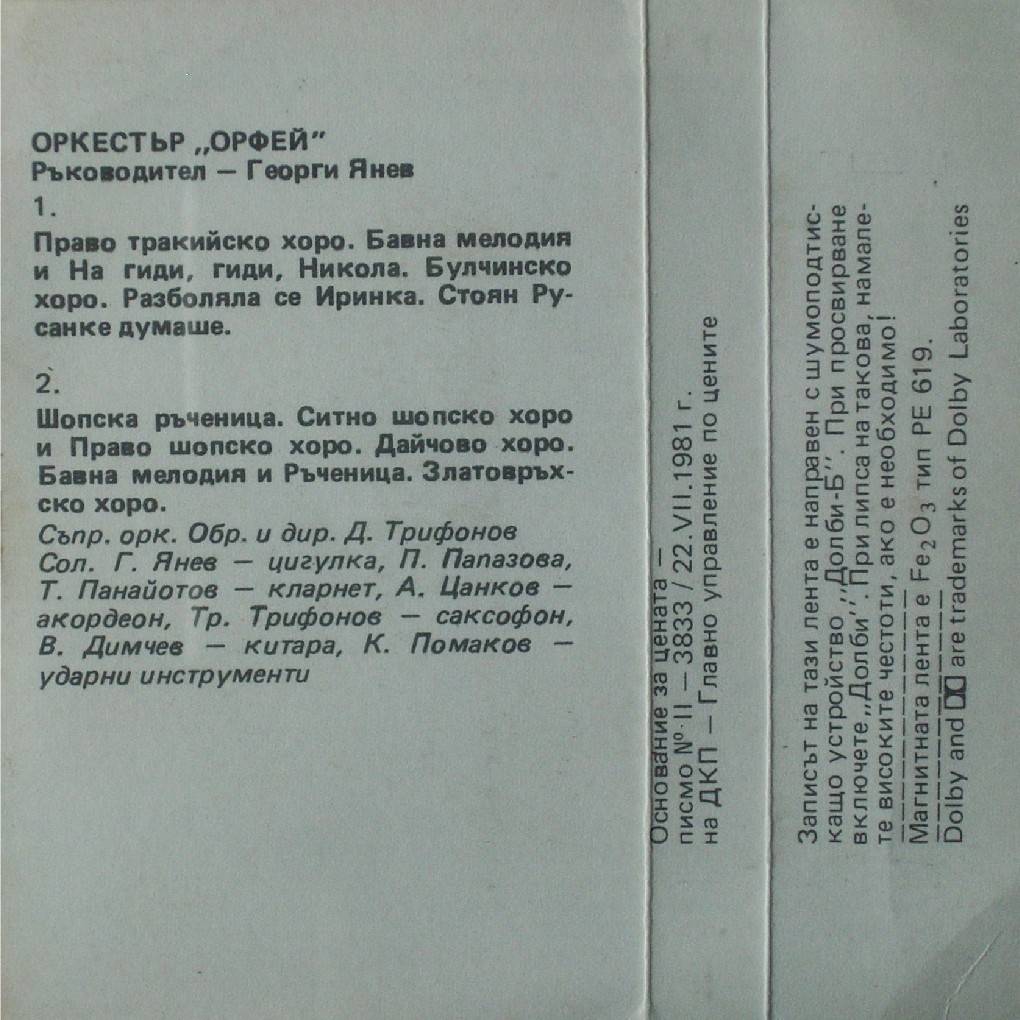 ОРКЕСТЪР „ОРФЕЙ”
Ръководител — Георги Янев
1.
Право тракийско хоро. Бавна мелодия
и На гиди, гиди, Никола. Булчинско
хоро. Разболяла се Иринка. Стоян Ру-
санке думаше.
2.
Шопска ръченица. Ситно шопско хоро
и Право шопско хоро. Дайчово хоро.
Бавна мелодия и Ръченица. Златовръх-
ско хоро.
Съпр. орк. Обр. и дир. Д. Трифонов
Сол. Г. Янев — цигулка, П. Папазова,
Т. Панайотов — кларнет, А. Цанков —
акордеон, Тр. Трифонов — саксофон,
В. Димчев — китара, К. Помаков —
ударни инструменти
Основание за цената —
писмо № II — 3833 / 22.VII.1981 г.
на ДКП — Главно управление по цените
Записът на тази лента е направен с шумоподтис-
кащо устройство „Долби-Б”. При просвирване
включете „Долби”. При липса на такова, намале-
те високите честоти, ако е необходимо!
Магнитната лента е Fe₂O₃ тип PE 619.
Dolby and are trademarks of Dolby Laboratories